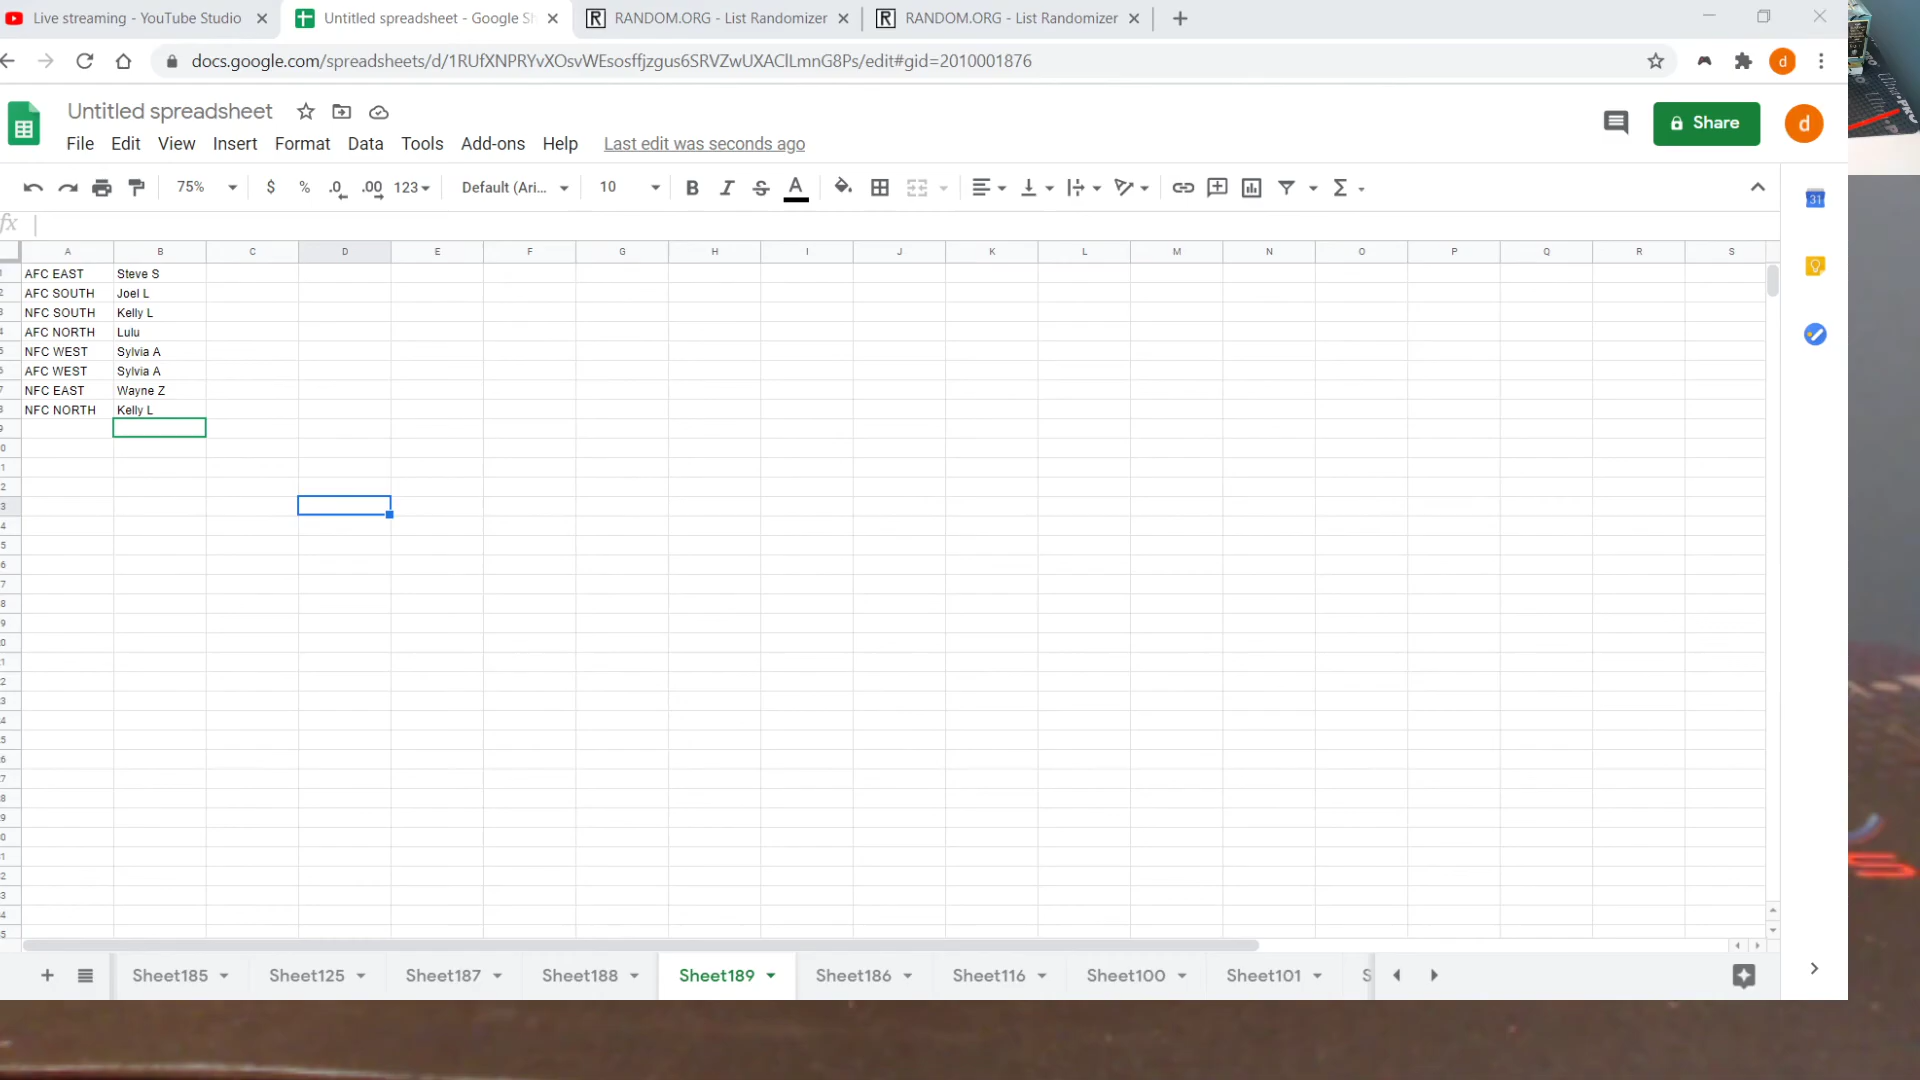 Live streaming - YouTube Studio
Untitled spreadsheet - Google S
RANDOM.ORG - List Randomizer
RANDOM.ORG - List Randomizer
docs.google.com/spreadsheets/d/1RUfXNPRYvXOsvWEsosffjzgus6SRVZwUXAClLmnG8Ps/edit#gid=2010001876
d
Untitled spreadsheet
File Edit View Insert Format Data Tools Add-ons Help Last edit was seconds ago
Share
d
75% $ % .0 .00 123 Default (Ari... 10 B I S A Σ
31
fx
A B C D E F G H I J K L M N O P Q R S
AFC EAST Steve S
AFC SOUTH Joel L
NFC SOUTH Kelly L
AFC NORTH Lulu
NFC WEST Sylvia A
AFC WEST Sylvia A
NFC EAST Wayne Z
NFC NORTH Kelly L
Sheet185 Sheet125 Sheet187 Sheet188 Sheet189 Sheet186 Sheet116 Sheet100 Sheet101